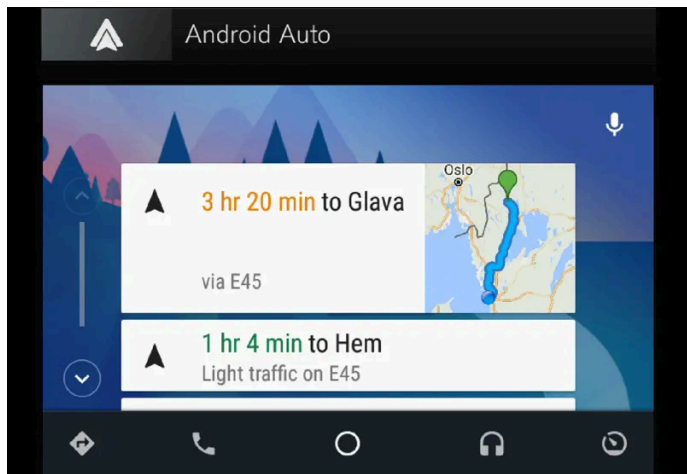 Android Auto
3 hr 20 min to Glava
via E45
Oslo
1 hr 4 min to Hem
Light traffic on E45